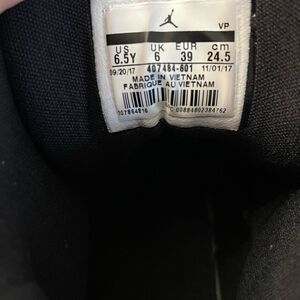 VP
US UK EUR cm
6.5Y 6 39 24.5
09/20/17 407484-601 11/01/17
MADE IN VIETNAM
FABRIQUE AU VIETNAM
00884802384762